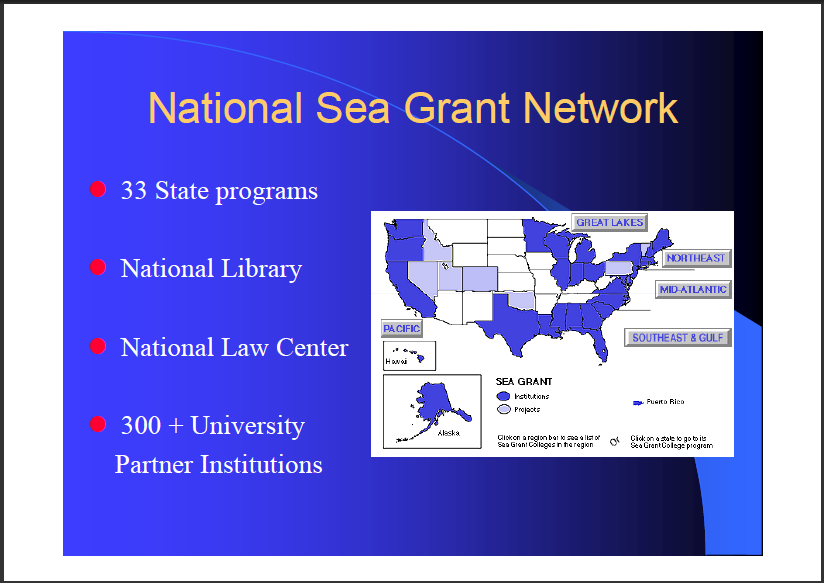 National Sea Grant Network
33 State programs
National Library
National Law Center
300 + University
Partner Institutions
GREAT LAKES
NORTHEAST
MID-ATLANTIC
PACIFIC
SOUTHEAST & GULF
Hawaii
SEA GRANT
Institutions
Projects
Puerto Rico
Alaska
Click on a region bar to see a list of
Sea Grant Colleges in the region
Or
Click on a state to go to its
Sea Grant College program